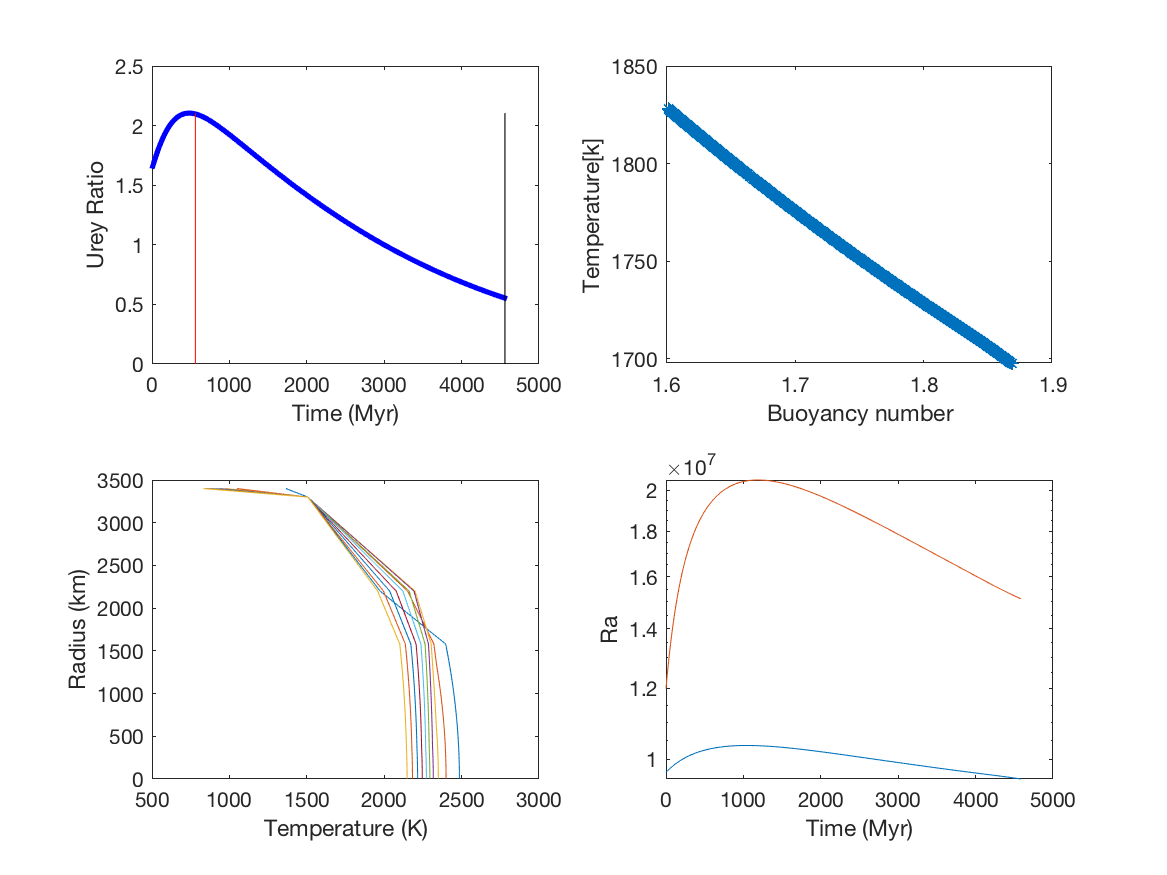 2.5
2
1.5
1
0.5
0
Urey Ratio
0 1000 2000 3000 4000 5000
Time (Myr)
1850
1800
1750
1700
Temperature[k]
1.6 1.7 1.8 1.9
Buoyancy number
3500
3000
2500
2000
1500
1000
500
0
Radius (km)
500 1000 1500 2000 2500 3000
Temperature (K)
×10⁷
2
1.8
1.6
1.4
1.2
1
Ra
0 1000 2000 3000 4000 5000
Time (Myr)